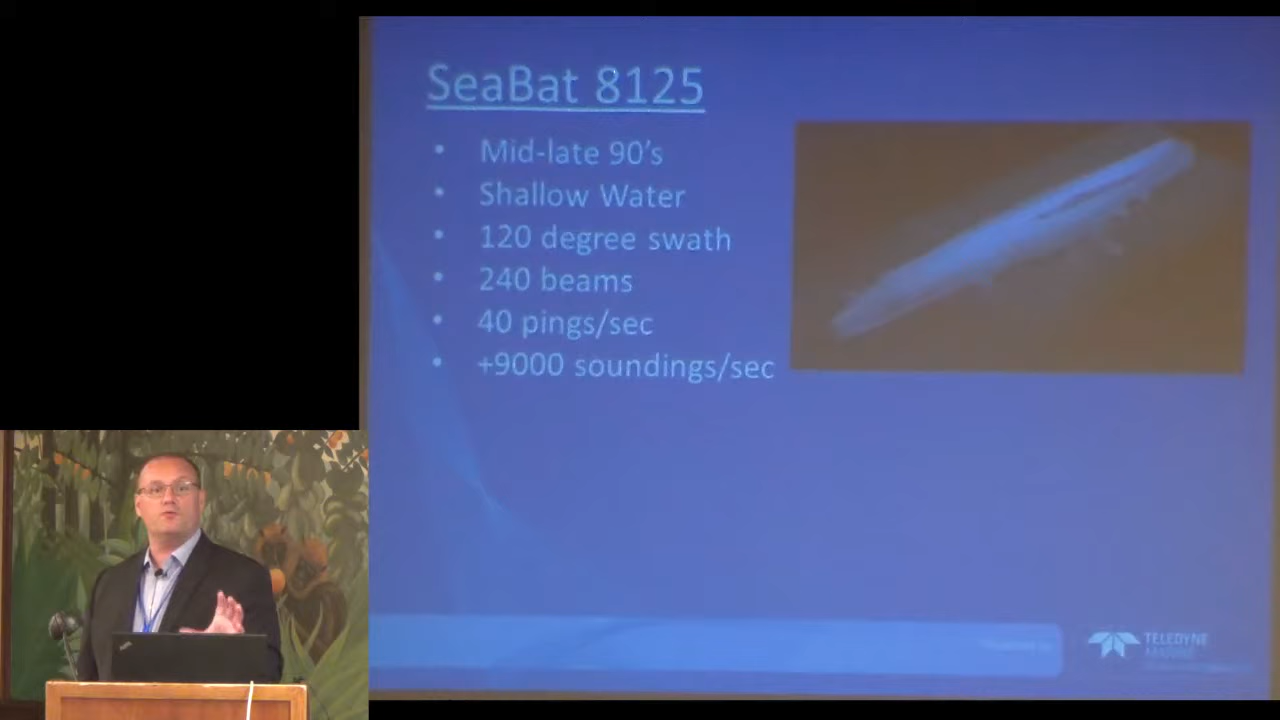 SeaBat 8125
• Mid-late 90's
• Shallow Water
• 120 degree swath
• 240 beams
• 40 pings/sec
• +9000 soundings/sec
TELEDYNE
MARINE